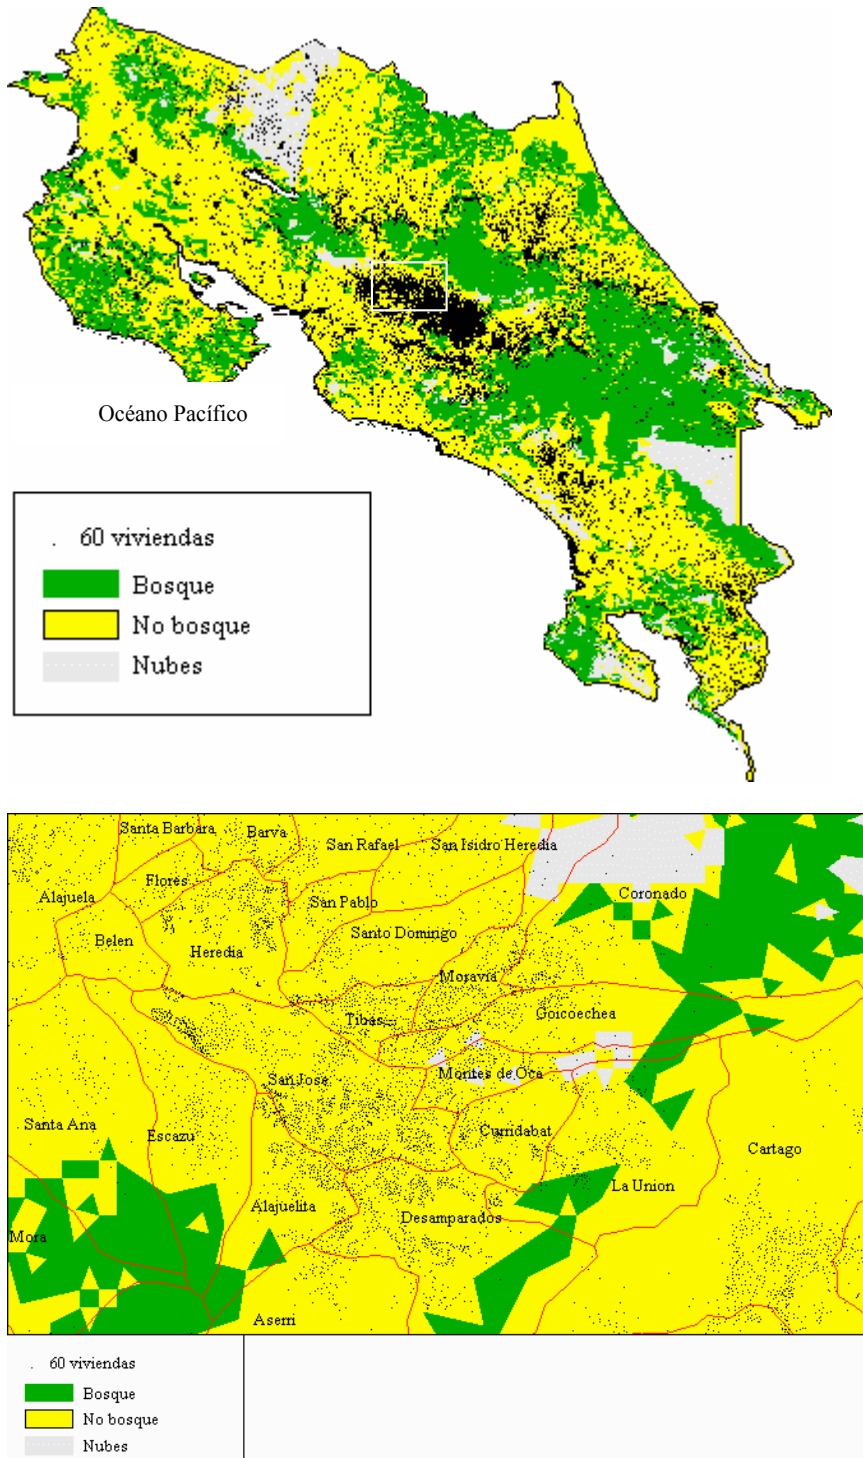 Océano Pacífico
. 60 viviendas
Bosque
No bosque
Nubes
Santa Barbara
Barva
San Rafael
San Isidro Heredia
Flores
Alajuela
San Pablo
Coronado
Belen
Heredia
Santo Domingo
Moravia
Tibas
Goicoechea
San Jose
Montes de Oca
Santa Ana
Escazu
Curridabat
Cartago
La Union
Alajuelita
Desamparados
Mora
Aserri
. 60 viviendas
Bosque
No bosque
Nubes